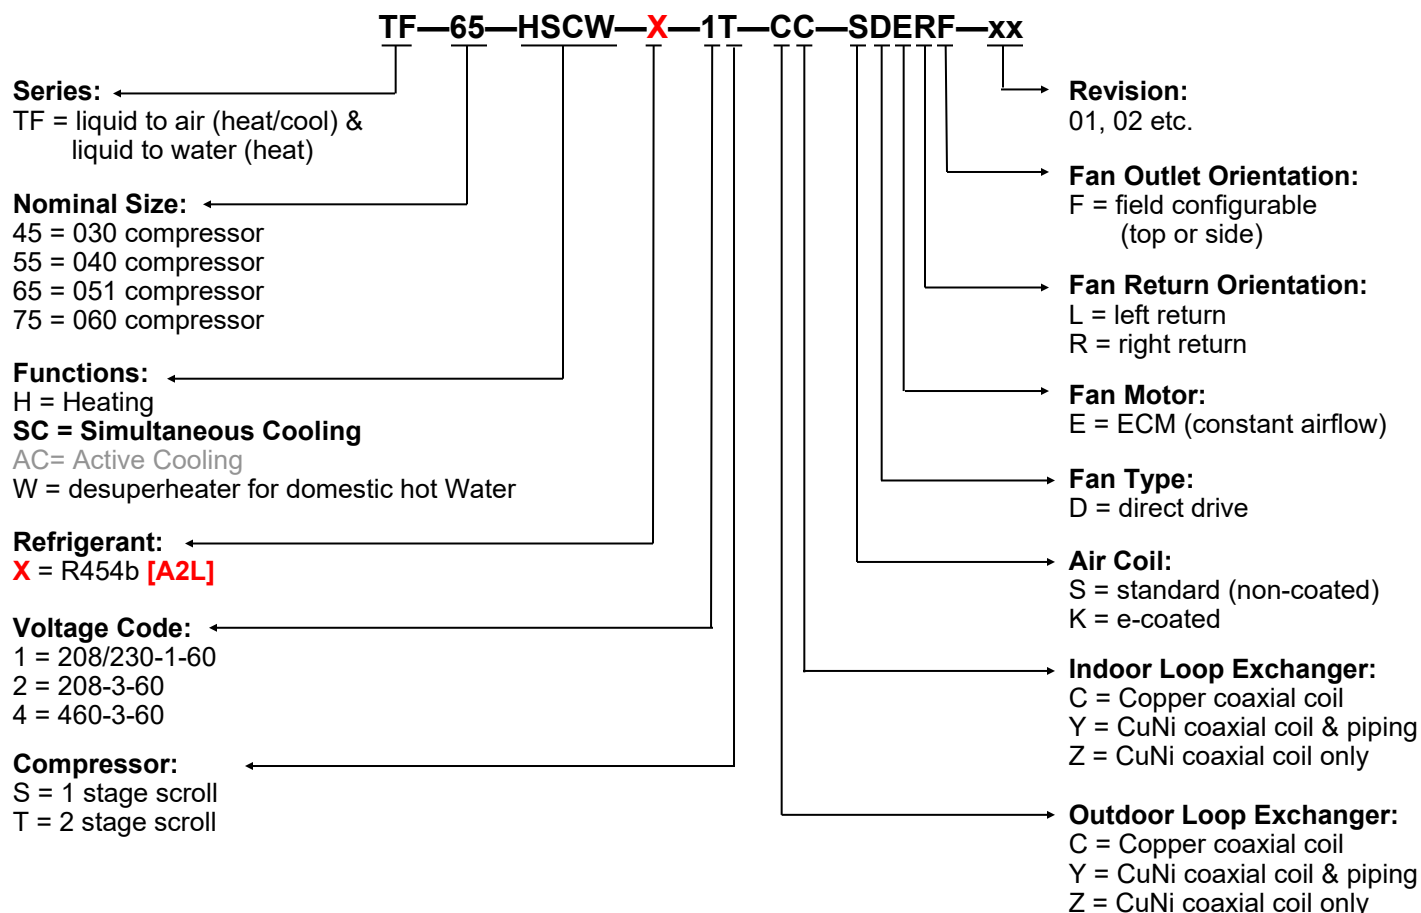 TF—65—HSCW—X—1T—CC—SDERF—xx
Series:
TF = liquid to air (heat/cool) &
liquid to water (heat)
Nominal Size:
45 = 030 compressor
55 = 040 compressor
65 = 051 compressor
75 = 060 compressor
Functions:
H = Heating
SC = Simultaneous Cooling
AC= Active Cooling
W = desuperheater for domestic hot Water
Refrigerant:
X = R454b [A2L]
Voltage Code:
1 = 208/230-1-60
2 = 208-3-60
4 = 460-3-60
Compressor:
S = 1 stage scroll
T = 2 stage scroll
Revision:
01, 02 etc.
Fan Outlet Orientation:
F = field configurable
(top or side)
Fan Return Orientation:
L = left return
R = right return
Fan Motor:
E = ECM (constant airflow)
Fan Type:
D = direct drive
Air Coil:
S = standard (non-coated)
K = e-coated
Indoor Loop Exchanger:
C = Copper coaxial coil
Y = CuNi coaxial coil & piping
Z = CuNi coaxial coil only
Outdoor Loop Exchanger:
C = Copper coaxial coil
Y = CuNi coaxial coil & piping
Z = CuNi coaxial coil only